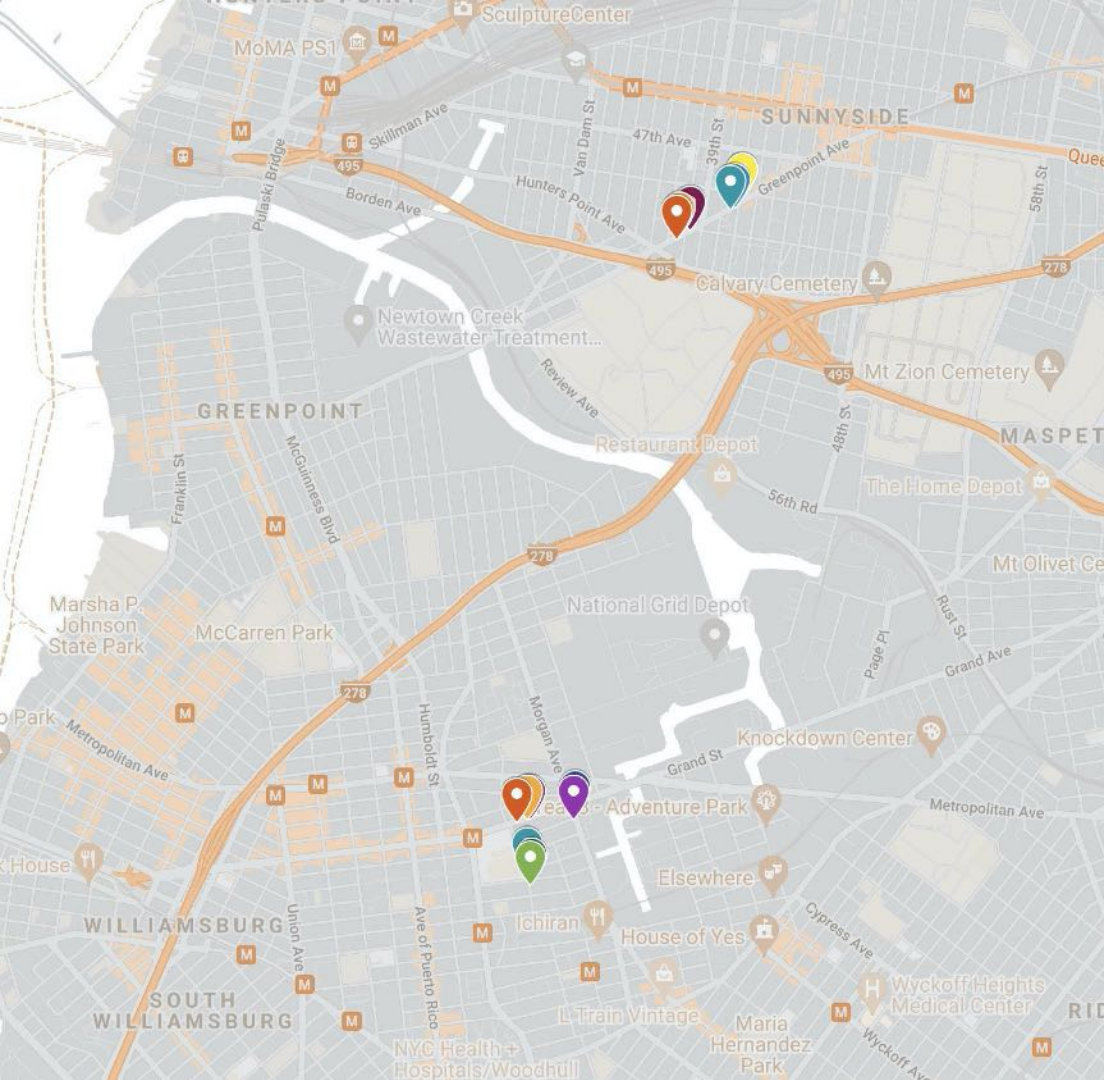 SculptureCenter
MoMA PS1
M
M
M
M
SUNNYSIDE
M
Skillman Ave
47th Ave
39th St
Van Dam St
Greenpoint Ave
495
Pulaski Bridge
Borden Ave
Hunters Point Ave
58th St
495
278
Calvary Cemetery
Newtown Creek
Wastewater Treatment...
Review Ave
495
Mt Zion Cemetery
GREENPOINT
48th St
MASPET
Restaurant Depot
The Home Depot
McGuinness Blvd
Franklin St
56th Rd
M
278
Mt Olivet Ce
Marsha P.
Johnson
State Park
McCarren Park
National Grid Depot
Rust St
Page Pl
Grand Ave
278
Park
M
Metropolitan Ave
Humboldt St
Morgan Ave
Knockdown Center
Grand St
M
M
M
- Adventure Park
Metropolitan Ave
M
House
Elsewhere
WILLIAMSBURG
Union Ave
Ave of Puerto Rico
M
Ichiran
House of Yes
Cypress Ave
M
M
M
H
Wyckoff Heights
Medical Center
SOUTH
WILLIAMSBURG
M
L Train Vintage
M
RID
Maria
Hernandez
Park
Wyckoff Av
M
NYC Health +
Hospitals/Woodhull